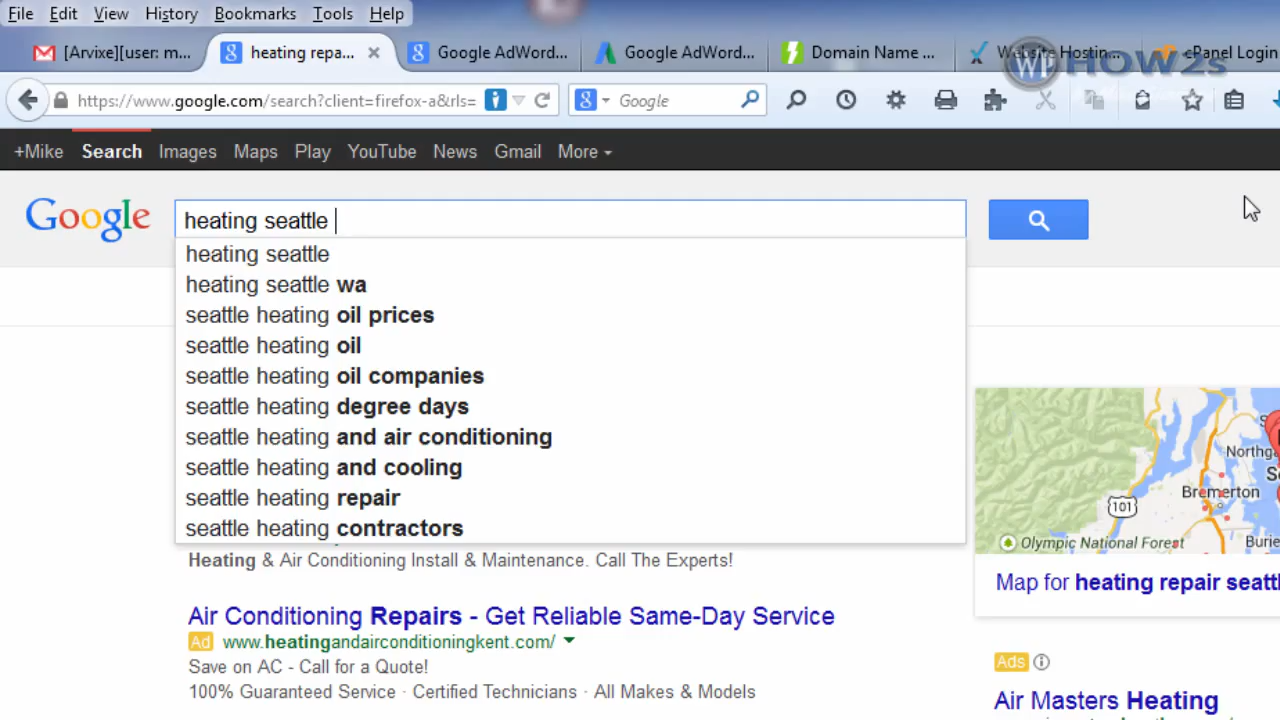 File Edit View History Bookmarks Tools Help
[Arvixe][user: m... heating repa... Google AdWord... Google AdWord... Domain Name ... Website Hostin... cPanel Login
WP HOW2s
https://www.google.com/search?client=firefox-a&rls= Google
+Mike Search Images Maps Play YouTube News Gmail More
Google heating seattle
heating seattle
heating seattle wa
seattle heating oil prices
seattle heating oil
seattle heating oil companies
seattle heating degree days
seattle heating and air conditioning
seattle heating and cooling
seattle heating repair
seattle heating contractors
Heating & Air Conditioning Install & Maintenance. Call The Experts!
Air Conditioning Repairs - Get Reliable Same-Day Service
Ad www.heatingandairconditioningkent.com/
Save on AC - Call for a Quote!
100% Guaranteed Service · Certified Technicians · All Makes & Models
Northga
Bremerton
101
Burie
Olympic National Forest
Map for heating repair seatt
Ads
Air Masters Heating